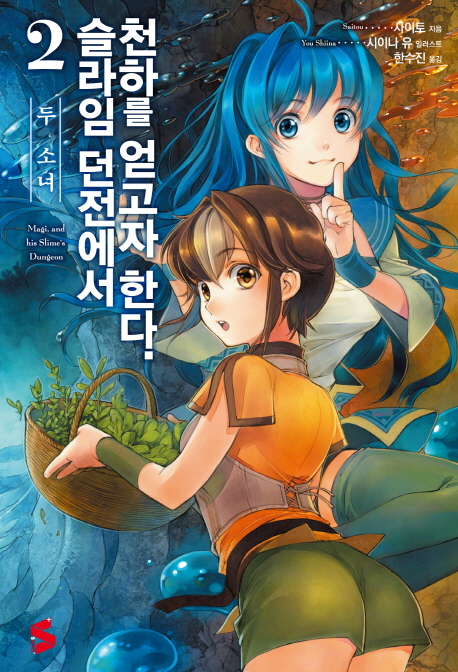 Saitou·····사이토 지음
You Shiina·····시이나 유 일러스트
한수진 옮김
천하를 얻고자 한다!
슬라임 던전에서
2
두 소녀
Magi, and
his Slime's
Dungeon
S